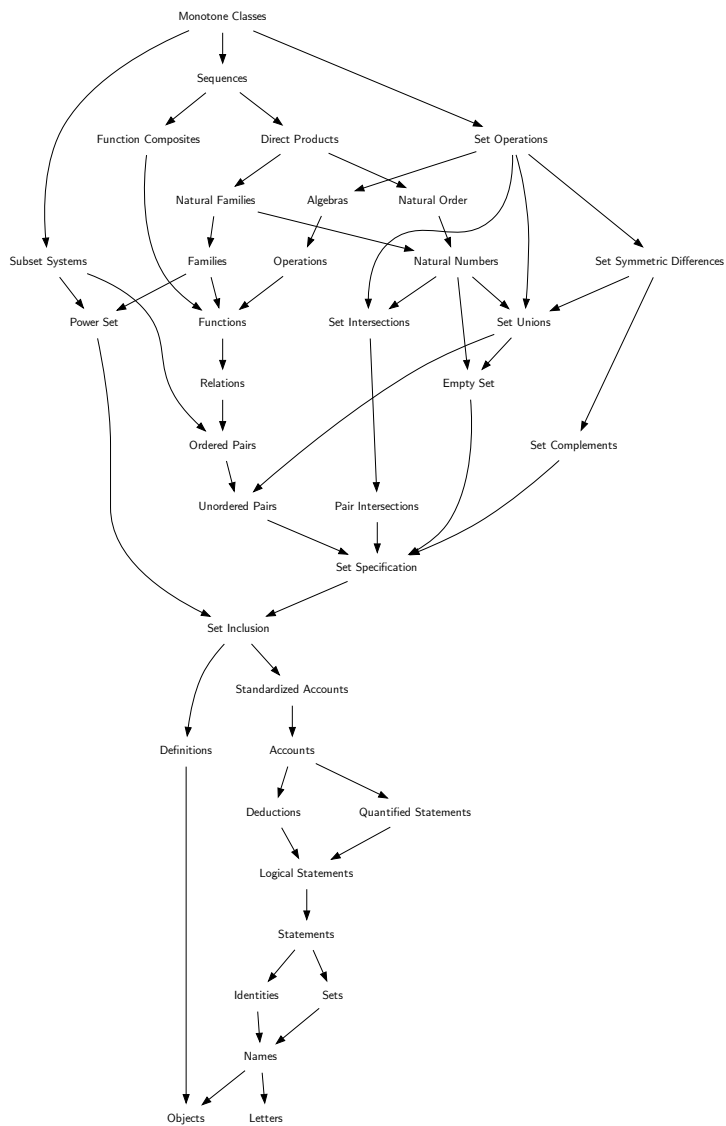 Monotone Classes
Sequences
Function Composites
Direct Products
Set Operations
Natural Families
Algebras
Natural Order
Subset Systems
Families
Operations
Natural Numbers
Set Symmetric Differences
Power Set
Functions
Set Intersections
Set Unions
Relations
Empty Set
Ordered Pairs
Set Complements
Unordered Pairs
Pair Intersections
Set Specification
Set Inclusion
Standardized Accounts
Definitions
Accounts
Deductions
Quantified Statements
Logical Statements
Statements
Identities
Sets
Names
Objects
Letters